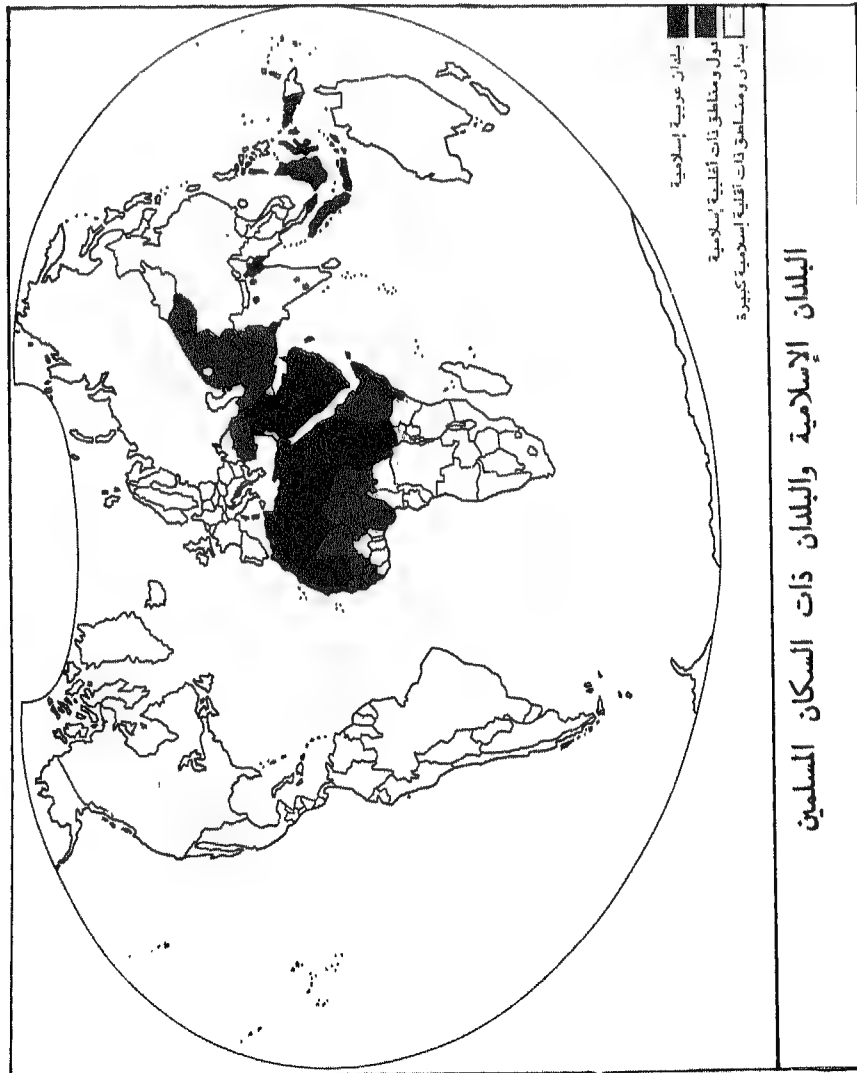 البلدان الإسلامية والبلدان ذات السكان المسلمين
بلدان عربية إسلامية
دول ومناطق ذات أغلبية إسلامية
بلدان ومناطق ذات أقلية إسلامية كبيرة